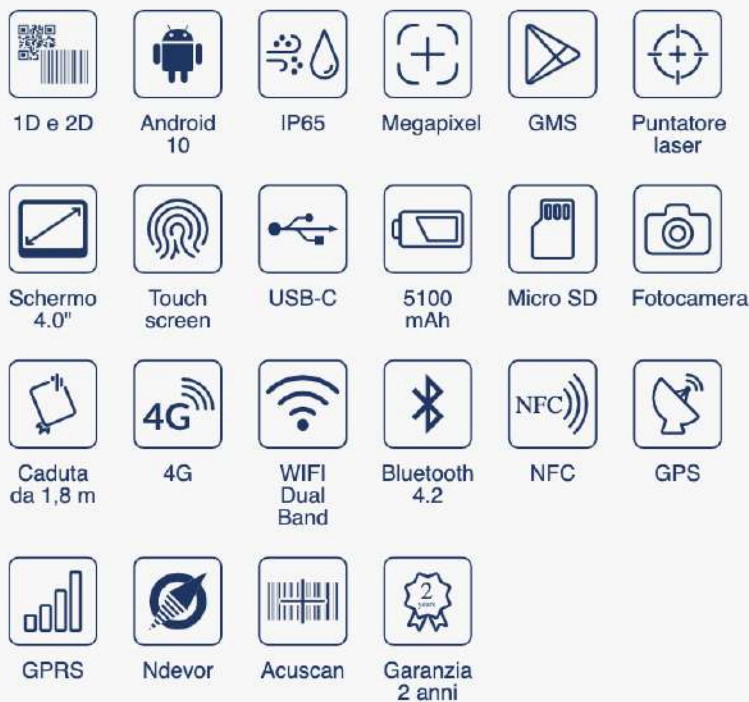 1D e 2D
Android
10
IP65
Megapixel
GMS
Puntatore
laser
Schermo
4.0"
Touch
screen
USB-C
5100
mAh
Micro SD
Fotocamera
Caduta
da 1,8 m
4G
4G
WIFI
Dual
Band
Bluetooth
4.2
NFC
NFC
GPS
GPRS
Ndevor
Acuscan
2
years
Garanzia
2 anni